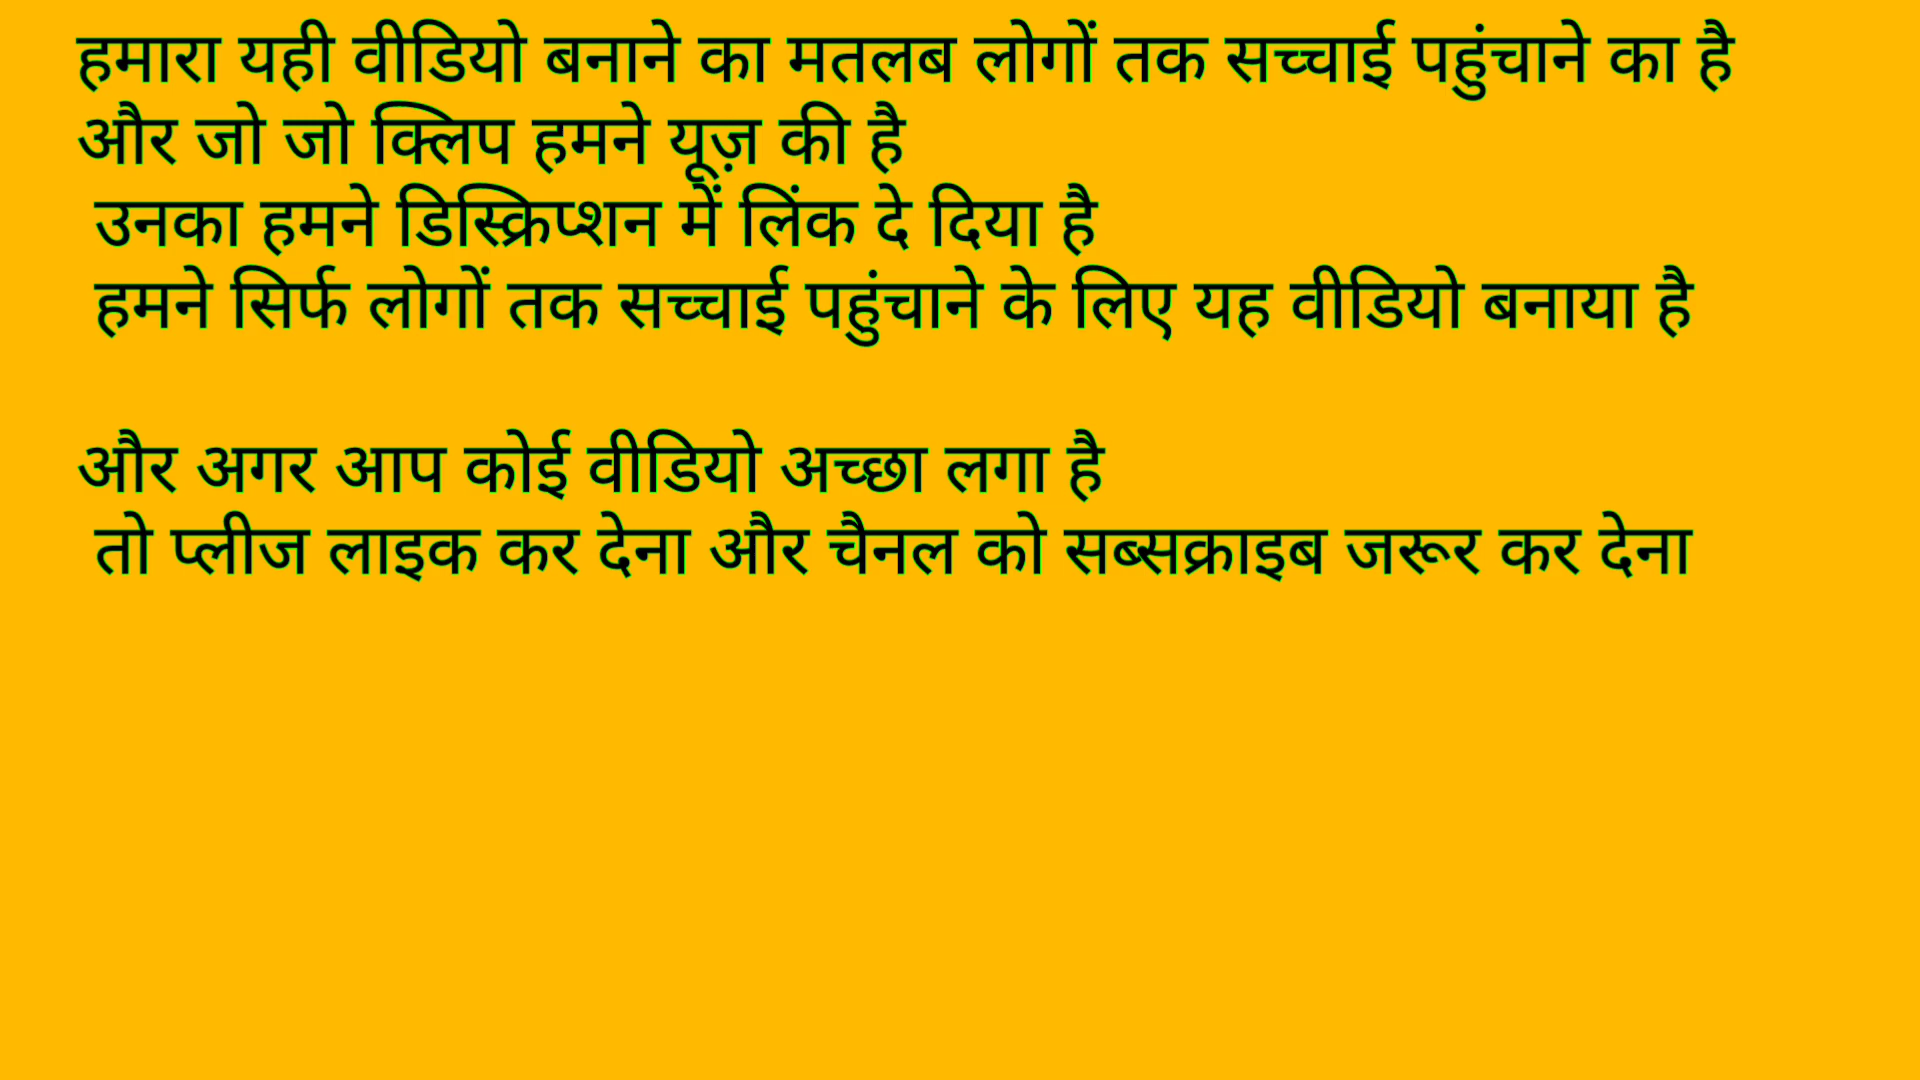 हमारा यही वीडियो बनाने का मतलब लोगों तक सच्चाई पहुंचाने का है
और जो जो क्लिप हमने यूज़ की है
उनका हमने डिस्क्रिप्शन में लिंक दे दिया है
हमने सिर्फ लोगों तक सच्चाई पहुंचाने के लिए यह वीडियो बनाया है
और अगर आप कोई वीडियो अच्छा लगा है
तो प्लीज लाइक कर देना और चैनल को सब्सक्राइब जरूर कर देना